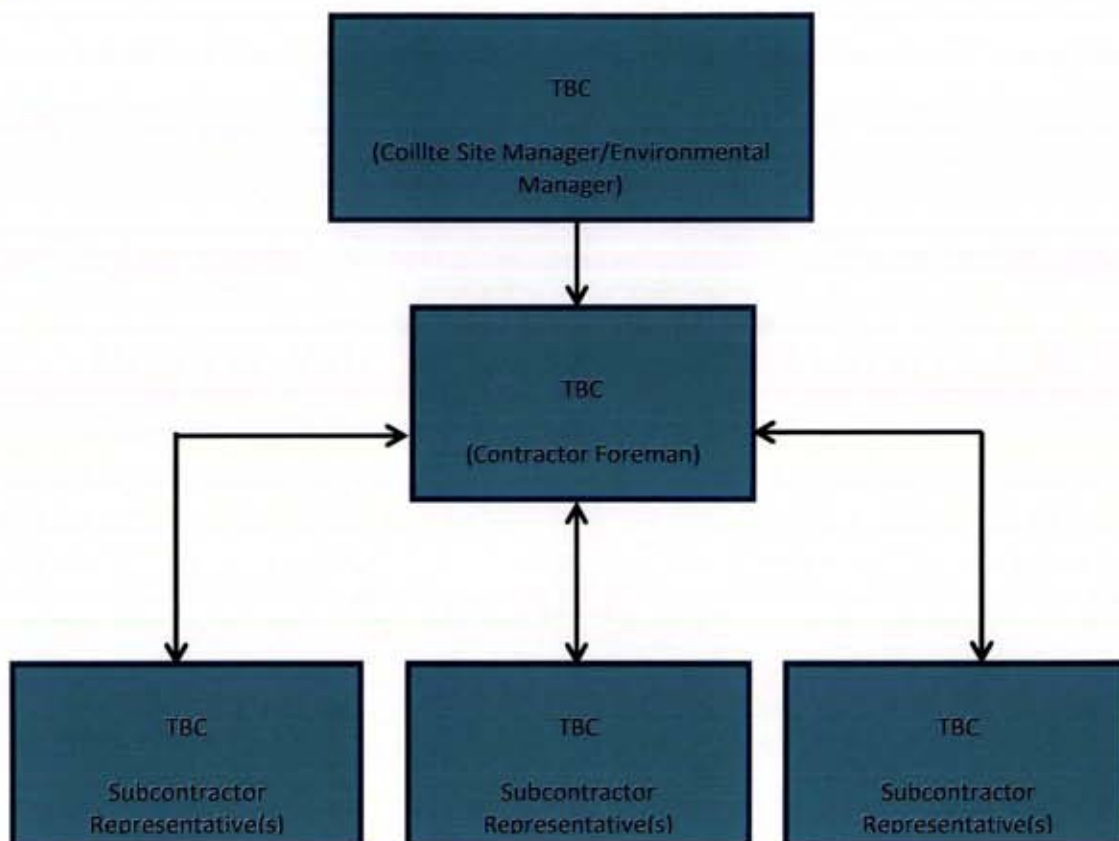 TBC
(Coillte Site Manager/Environmental
Manager)
TBC
(Contractor Foreman)
TBC
Subcontractor
Representative(s)
TBC
Subcontractor
Representative(s)
TBC
Subcontractor
Representative(s)